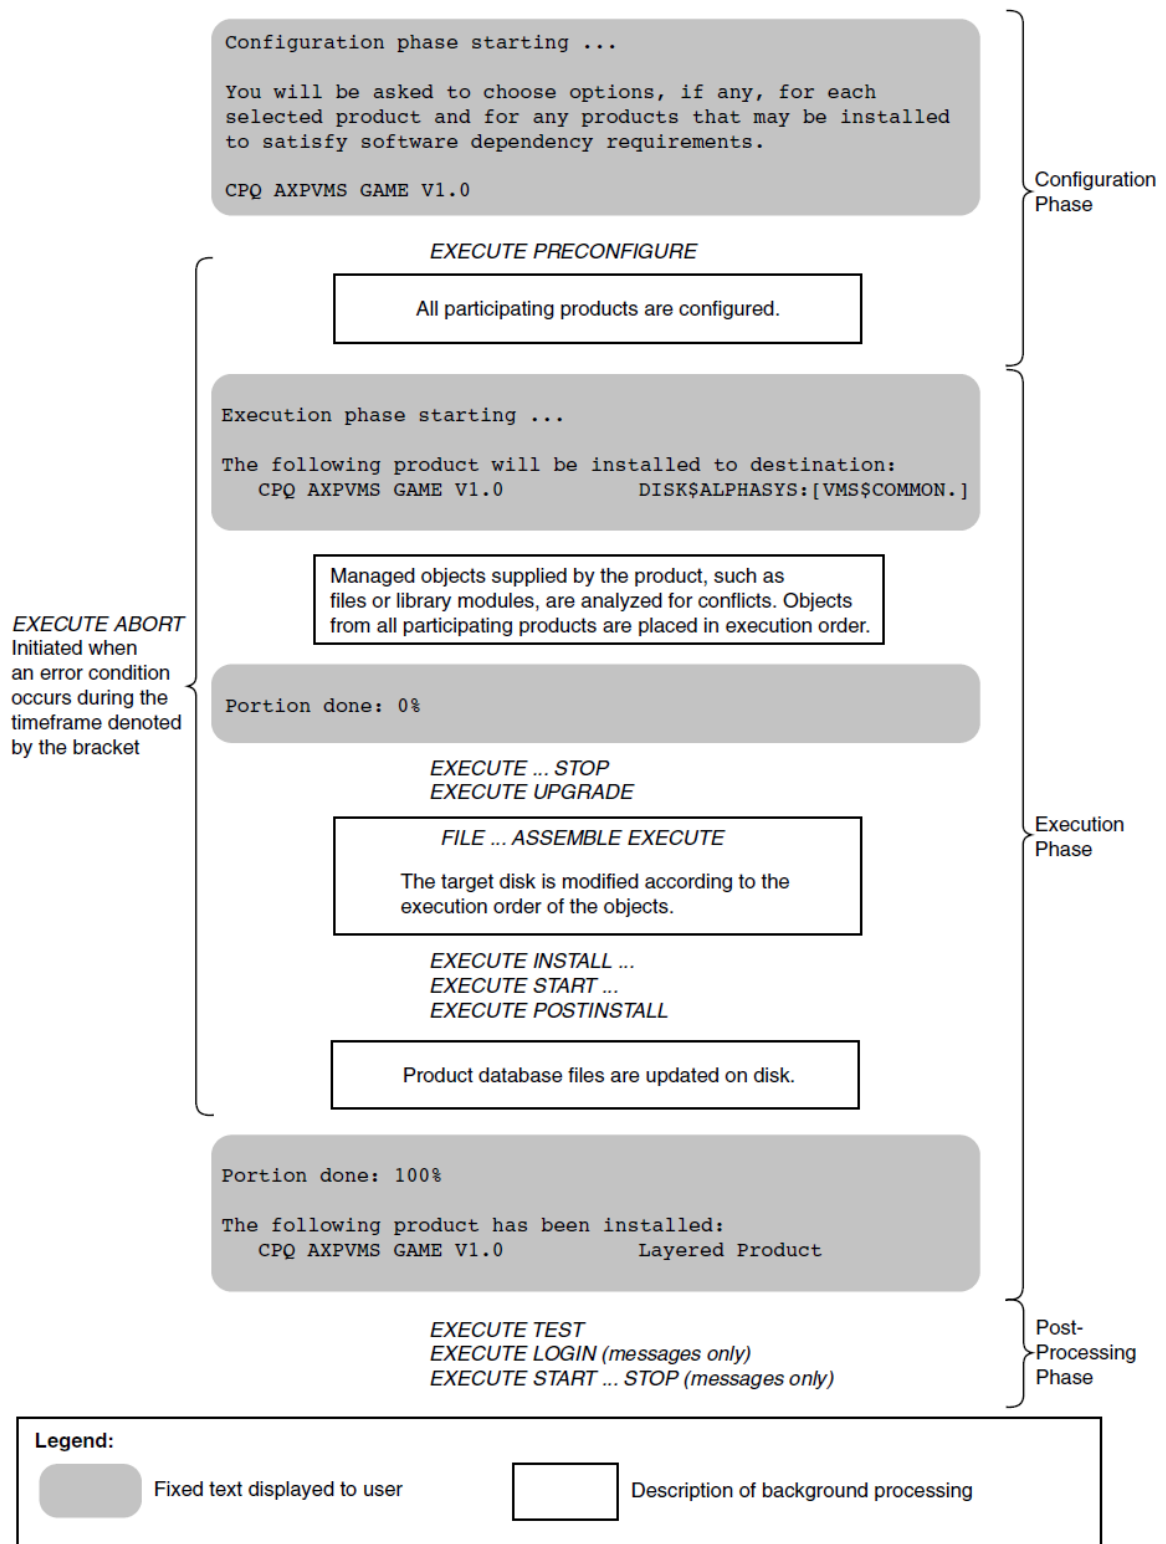 Configuration phase starting ...
You will be asked to choose options, if any, for each
selected product and for any products that may be installed
to satisfy software dependency requirements.
CPQ AXPVMS GAME V1.0
Configuration
Phase
EXECUTE PRECONFIGURE
All participating products are configured.
Execution phase starting ...
The following product will be installed to destination:
CPQ AXPVMS GAME V1.0 DISK$ALPHASYS:[VMS$COMMON.]
Managed objects supplied by the product, such as
files or library modules, are analyzed for conflicts. Objects
from all participating products are placed in execution order.
EXECUTE ABORT
Initiated when
an error condition
occurs during the
timeframe denoted
by the bracket
Portion done: 0%
EXECUTE ... STOP
EXECUTE UPGRADE
FILE ... ASSEMBLE EXECUTE
The target disk is modified according to the
execution order of the objects.
Execution
Phase
EXECUTE INSTALL ...
EXECUTE START ...
EXECUTE POSTINSTALL
Product database files are updated on disk.
Portion done: 100%
The following product has been installed:
CPQ AXPVMS GAME V1.0 Layered Product
EXECUTE TEST
EXECUTE LOGIN (messages only)
EXECUTE START ... STOP (messages only)
Post-
Processing
Phase
Legend:
Fixed text displayed to user
Description of background processing